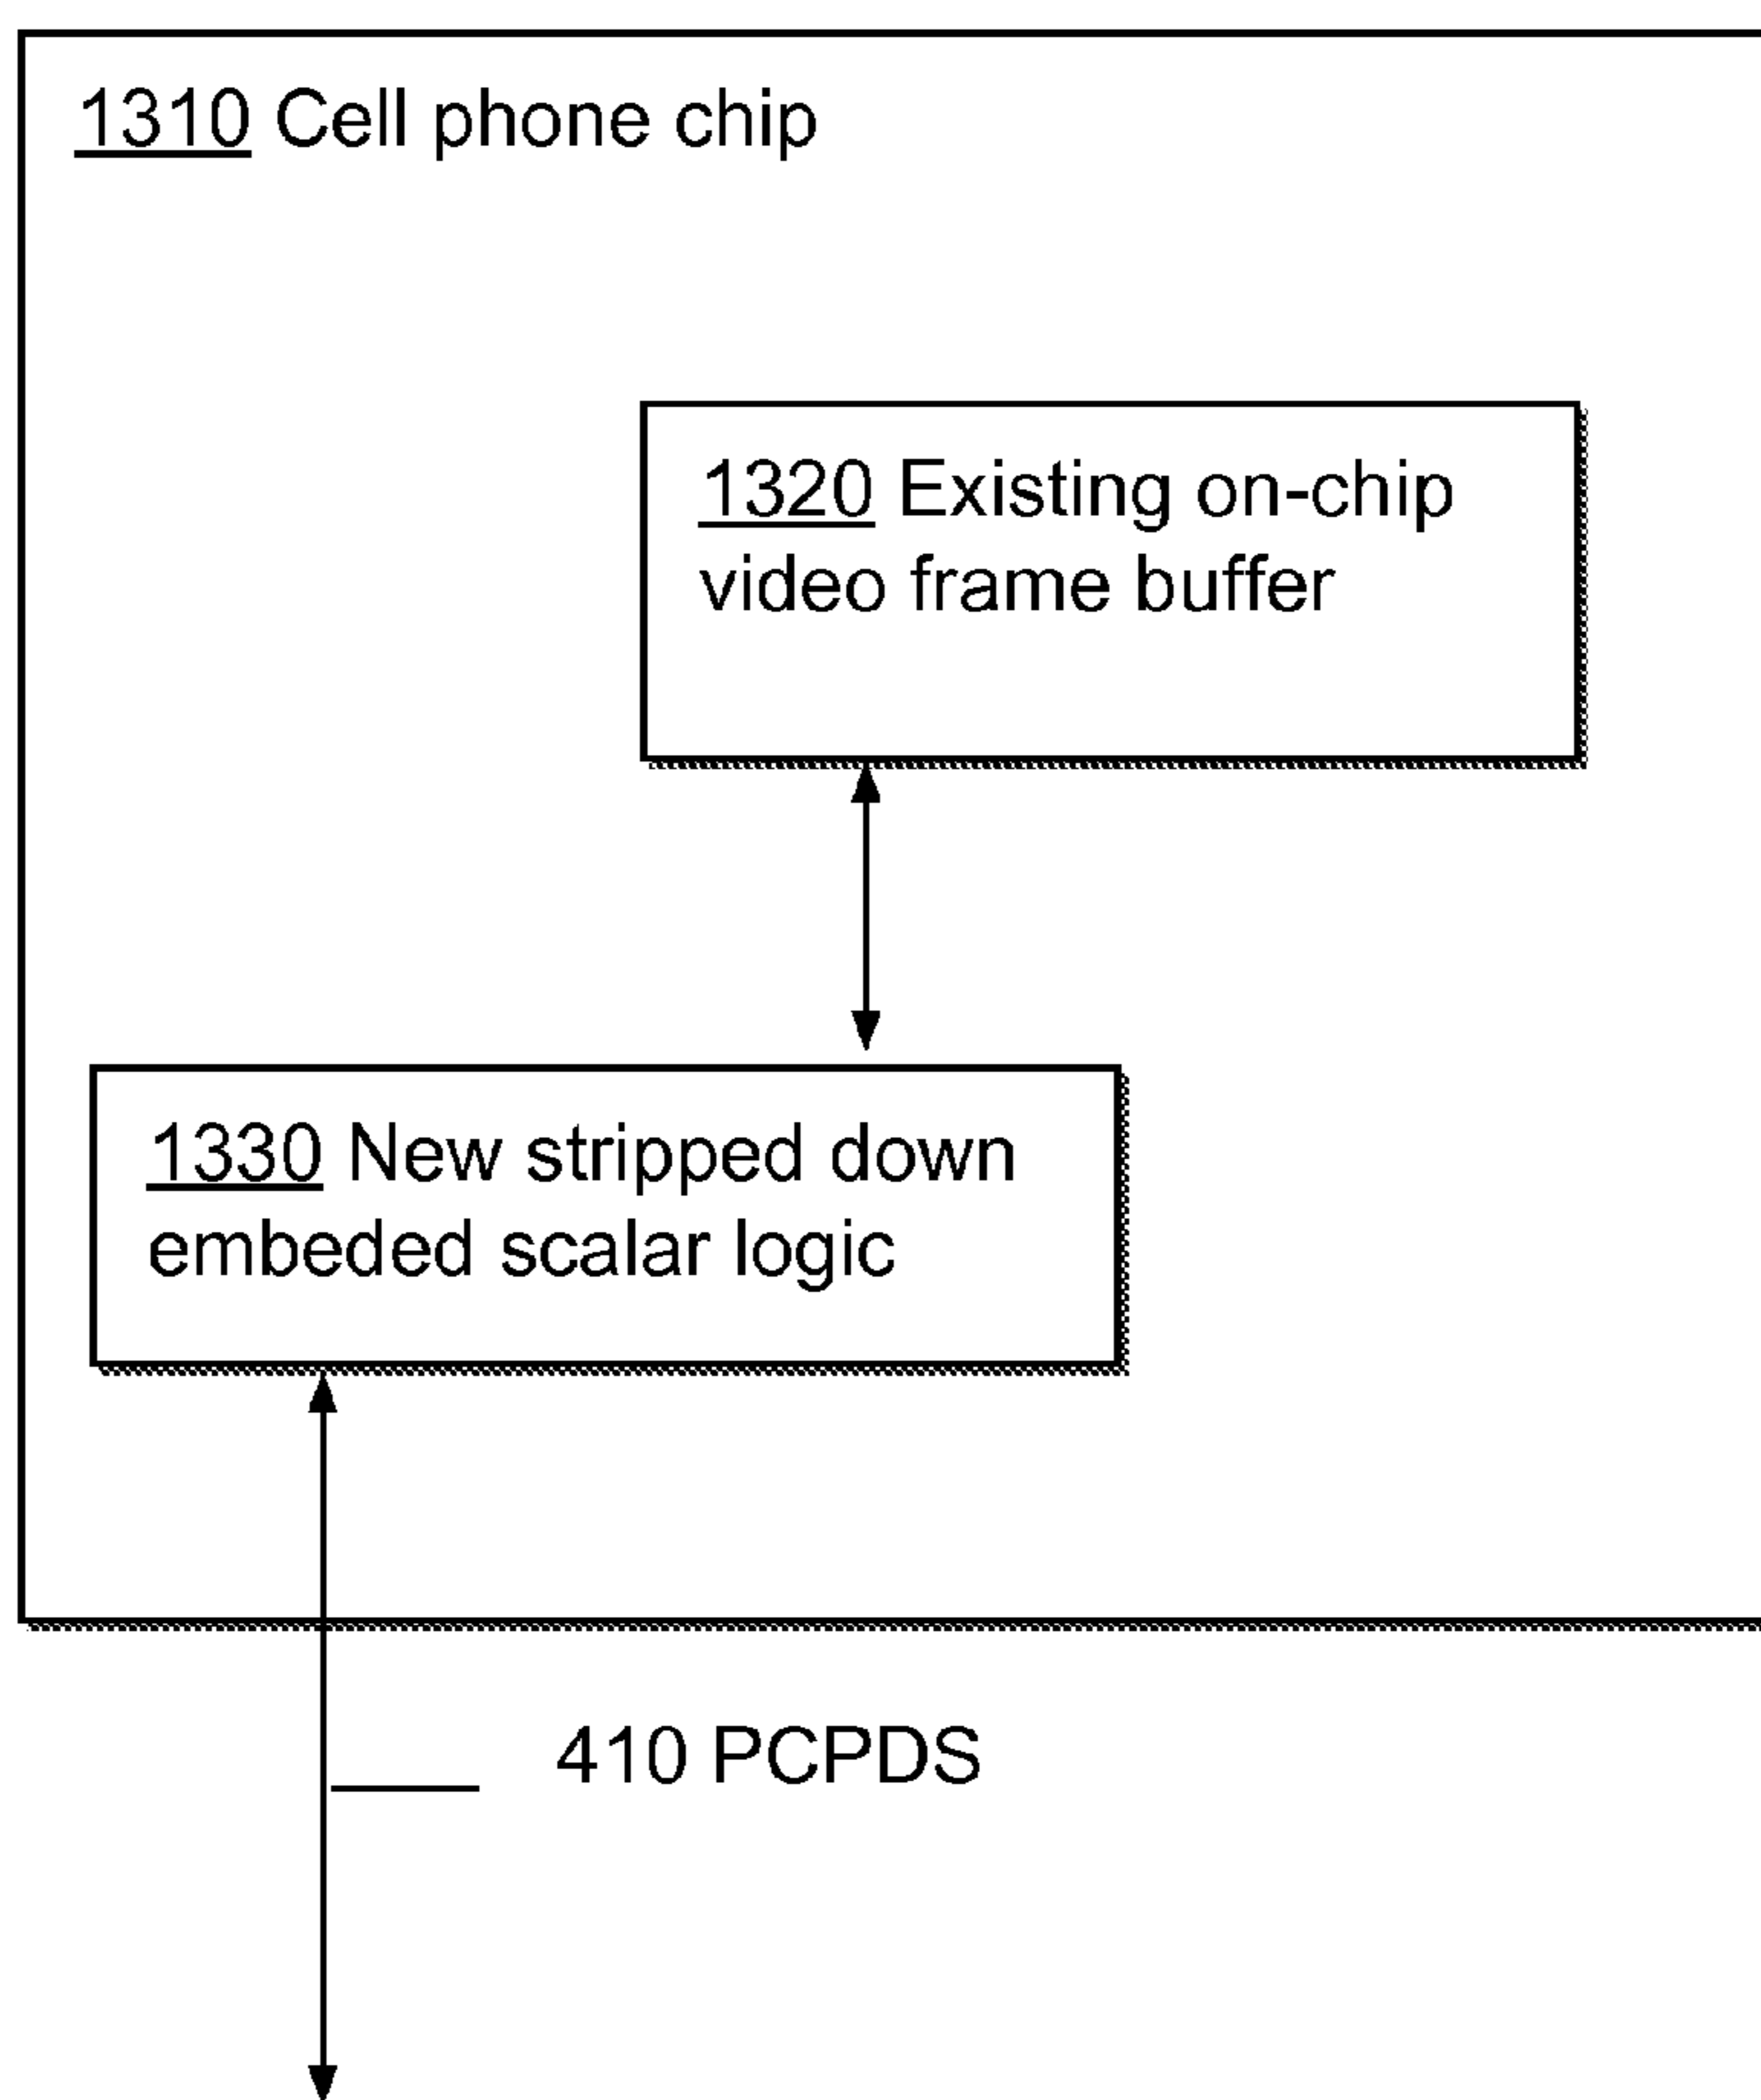 1310 Cell phone chip
1320 Existing on-chip
video frame buffer
1330 New stripped down
embeded scalar logic
410 PCPDS